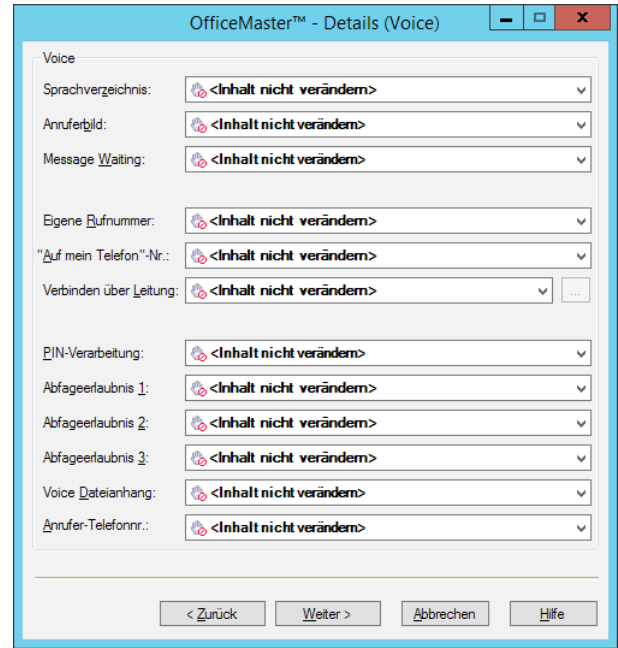 OfficeMaster™ - Details (Voice)
Voice
Sprachverzeichnis: <Inhalt nicht verändern>
Anruferbild: <Inhalt nicht verändern>
Message Waiting: <Inhalt nicht verändern>
Eigene Rufnummer: <Inhalt nicht verändern>
"Auf mein Telefon"-Nr.: <Inhalt nicht verändern>
Verbinden über Leitung: <Inhalt nicht verändern> ...
PIN-Verarbeitung: <Inhalt nicht verändern>
Abfageerlaubnis 1: <Inhalt nicht verändern>
Abfageerlaubnis 2: <Inhalt nicht verändern>
Abfageerlaubnis 3: <Inhalt nicht verändern>
Voice Dateianhang: <Inhalt nicht verändern>
Anrufer-Telefonnr.: <Inhalt nicht verändern>
< Zurück Weiter > Abbrechen Hilfe